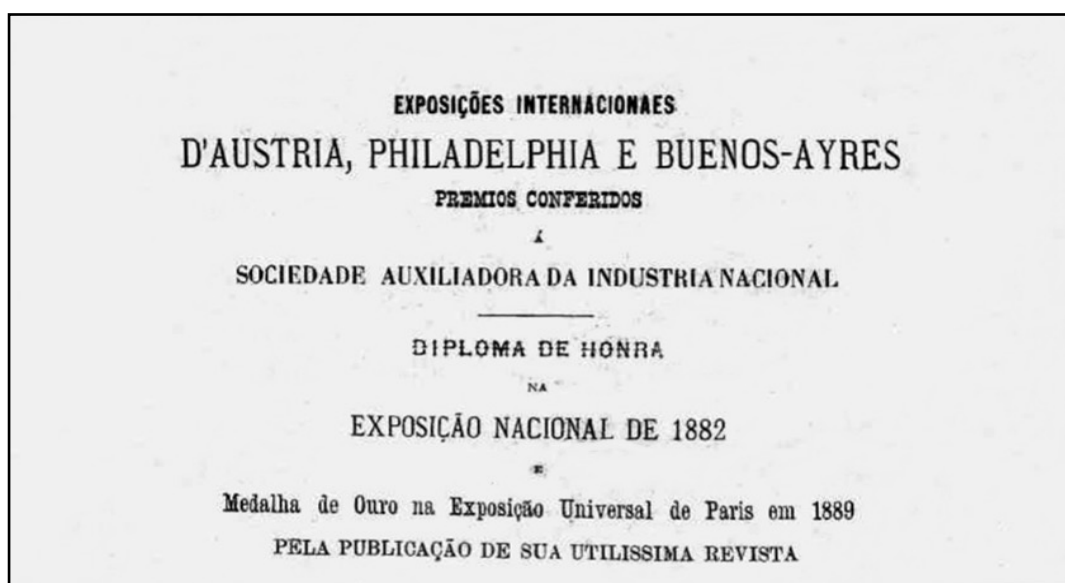 EXPOSIÇÕES INTERNACIONAES
D'AUSTRIA, PHILADELPHIA E BUENOS-AYRES
PREMIOS CONFERIDOS
Á
SOCIEDADE AUXILIADORA DA INDUSTRIA NACIONAL
DIPLOMA DE HONRA
NA
EXPOSIÇÃO NACIONAL DE 1882
E
Medalha de Ouro na Exposição Universal de Paris em 1889
PELA PUBLICAÇÃO DE SUA UTILISSIMA REVISTA